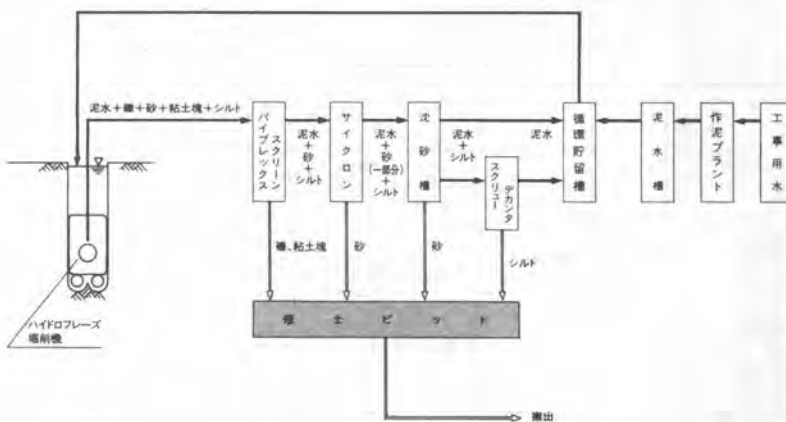 泥水+礫+砂+粘土塊+シルト
バイブレックス
スクリーン
泥水
+
砂
+
シルト
サイクロン
泥水
+
砂
(一部分)
+
シルト
沈砂槽
泥水
+
シルト
スクリュー
デカンタ
泥水
循環貯留槽
泥水槽
作泥プラント
工事用水
礫、粘土塊
砂
砂
シルト
ハイドロフレーズ
掘削機
土ピット
搬出